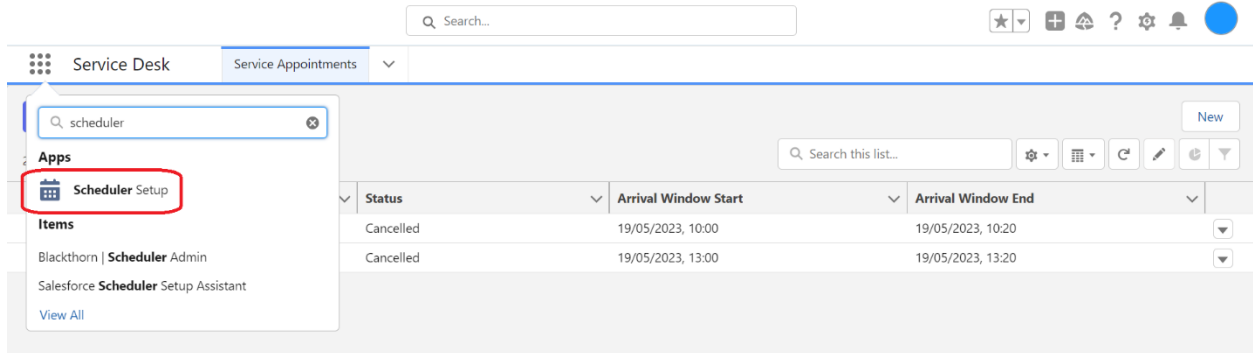 Search...
Service Desk
Service Appointments
scheduler
New
Apps
Search this list...
Scheduler Setup
Status
Arrival Window Start
Arrival Window End
Items
Cancelled
19/05/2023, 10:00
19/05/2023, 10:20
Blackthorn | Scheduler Admin
Cancelled
19/05/2023, 13:00
19/05/2023, 13:20
Salesforce Scheduler Setup Assistant
View All